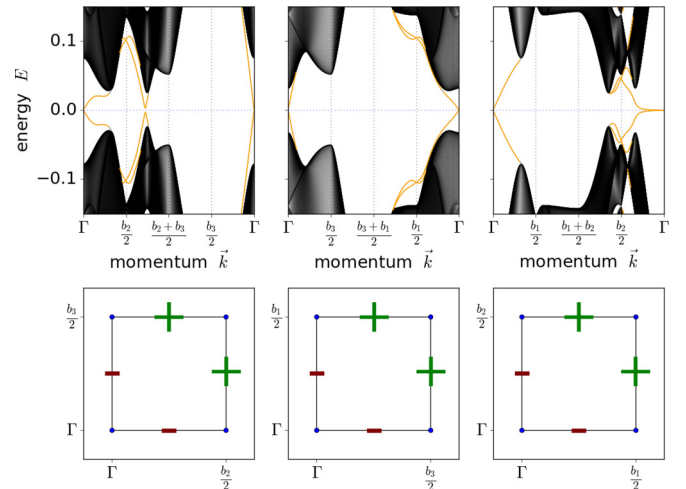 0.15
0.0
−0.1
energy E
Γ b₂/2 (b₂ + b₃)/2 b₃/2 Γ
Γ b₃/2 (b₃ + b₁)/2 b₁/2 Γ
Γ b₁/2 (b₁ + b₂)/2 b₂/2 Γ
momentum k⃗
momentum k⃗
momentum k⃗
b₃/2
Γ
Γ b₂/2
b₁/2
Γ
Γ b₃/2
b₂/2
Γ
Γ b₁/2